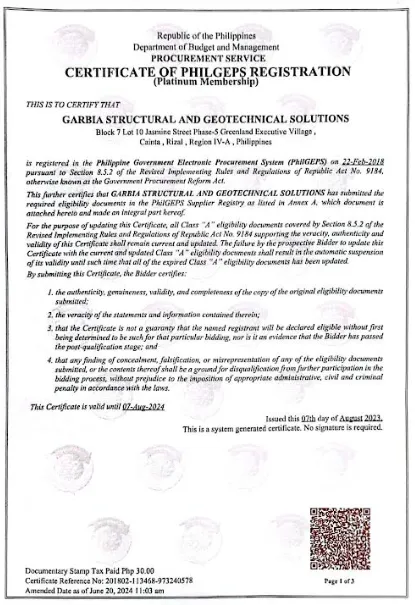 Republic of the Philippines
Department of Budget and Management
PROCUREMENT SERVICE
CERTIFICATE OF PHILGEPS REGISTRATION
(Platinum Membership)
THIS IS TO CERTIFY THAT
GARBIA STRUCTURAL AND GEOTECHNICAL SOLUTIONS
Block 7 Lot 10 Jasmine Street Phase-5 Greenland Executive Village ,
Cainta , Rizal , Region IV-A , Philippines
is registered in the Philippine Government Electronic Procurement System (PhilGEPS) on 22-Feb-2018
pursuant to Section 8.5.2 of the Revised Implementing Rules and Regulations of Republic Act No. 9184,
otherwise known as the Government Procurement Reform Act.
This further certifies that GARBIA STRUCTURAL AND GEOTECHNICAL SOLUTIONS has submitted the
required eligibility documents in the PhilGEPS Supplier Registry as listed in Annex A, which document is
attached hereto and made an integral part hereof.
For the purpose of updating this Certificate, all Class "A" eligibility documents covered by Section 8.5.2 of the
Revised Implementing Rules and Regulations of Republic Act No. 9184 supporting the veracity, authenticity and
validity of this Certificate shall remain current and updated. The failure by the prospective Bidder to update this
Certificate with the current and updated Class "A" eligibility documents shall result in the automatic suspension
of its validity until such time that all of the expired Class "A" eligibility documents has been updated.
By submitting this Certificate, the Bidder certifies:
1. the authenticity, genuineness, validity, and completeness of the copy of the original eligibility documents
submitted;
2. the veracity of the statements and information contained therein;
3. that the Certificate is not a guaranty that the named registrant will be declared eligible without first
being determined to be such for that particular bidding, nor is it an evidence that the Bidder has passed
the post-qualification stage; and
4. that any finding of concealment, falsification, or misrepresentation of any of the eligibility documents
submitted, or the contents thereof shall be a ground for disqualification from further participation in the
bidding process, without prejudice to the imposition of appropriate administrative, civil and criminal
penalty in accordance with the laws.
This Certificate is valid until 07-Aug-2024
Issued this 07th day of August 2023.
This is a system generated certificate. No signature is required.
Documentary Stamp Tax Paid Php 30.00
Certificate Reference No: 201802-113468-973240578
Page 1 of 3
Amended Date as of June 20, 2024 11:03 am